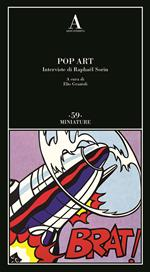 A
POP ART
Interviste di Raphaël Sorin
A cura di
Elio Grazioli
·59·
MINIATURE
BRAT!